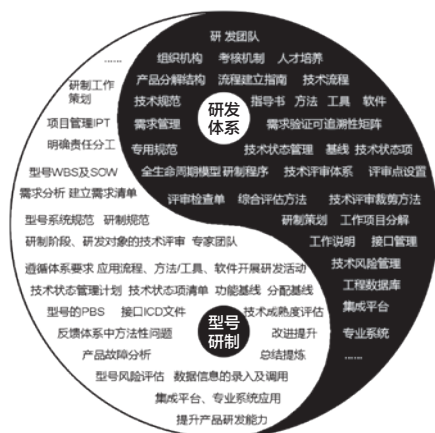 研发团队
…… 组织机构 考核机制 人才培养
研制工作策划 产品分解结构 流程建立指南 技术流程
技术规范 研发体系 指导书 方法 工具 软件
项目管理IPT 需求管理 需求验证可追溯性矩阵
明确责任分工 专用规范 技术状态管理 基线 技术状态项
型号WBS及SOW 全生命周期模型 研制程序 技术评审体系 评审点设置
需求分析 建立需求清单 评审检查单 综合评估方法 技术评审裁剪方法
型号系统规范 研制规范 研制策划 工作项目分解
研制阶段、研发对象的技术评审 专家团队 工作说明 接口管理
遵循体系要求 应用流程、方法/工具、软件开展研发活动 技术风险管理
技术状态管理计划 技术状态项清单 功能基线 分配基线 工程数据库
型号的PBS 接口ICD文件 型号研制 技术成熟度评估 集成平台
反馈体系中方法性问题 改进提升 专业系统
产品故障分析 总结提炼 ……
型号风险评估 数据信息的录入及调用
集成平台、专业系统应用
提升产品研发能力